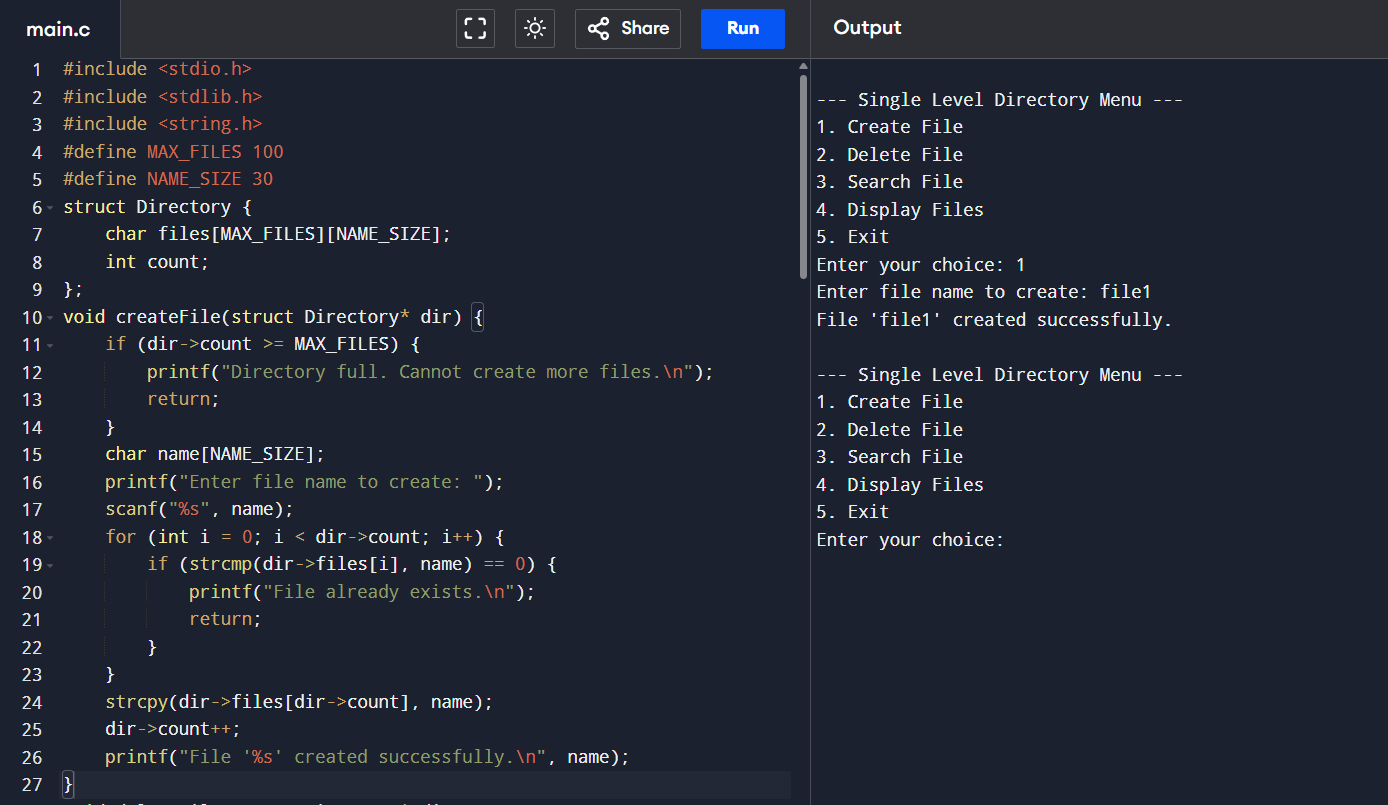 main.c
Share
Run
Output
1 #include <stdio.h>
2 #include <stdlib.h>
3 #include <string.h>
4 #define MAX_FILES 100
5 #define NAME_SIZE 30
6 struct Directory {
7     char files[MAX_FILES][NAME_SIZE];
8     int count;
9 };
10 void createFile(struct Directory* dir) {
11     if (dir->count >= MAX_FILES) {
12         printf("Directory full. Cannot create more files.\n");
13         return;
14     }
15     char name[NAME_SIZE];
16     printf("Enter file name to create: ");
17     scanf("%s", name);
18     for (int i = 0; i < dir->count; i++) {
19         if (strcmp(dir->files[i], name) == 0) {
20             printf("File already exists.\n");
21             return;
22         }
23     }
24     strcpy(dir->files[dir->count], name);
25     dir->count++;
26     printf("File '%s' created successfully.\n", name);
27 }
--- Single Level Directory Menu ---
1. Create File
2. Delete File
3. Search File
4. Display Files
5. Exit
Enter your choice: 1
Enter file name to create: file1
File 'file1' created successfully.
--- Single Level Directory Menu ---
1. Create File
2. Delete File
3. Search File
4. Display Files
5. Exit
Enter your choice: